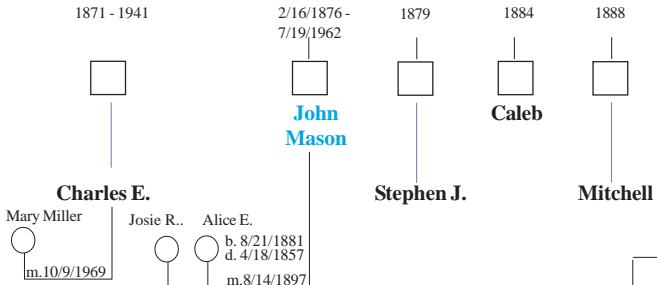 1871 - 1941
2/16/1876 -
7/19/1962
1879
1884
1888
John
Mason
Caleb
Charles E.
Stephen J.
Mitchell
Mary Miller
Josie R..
Alice E.
b. 8/21/1881
d. 4/18/1857
m.10/9/1969
m.8/14/1897